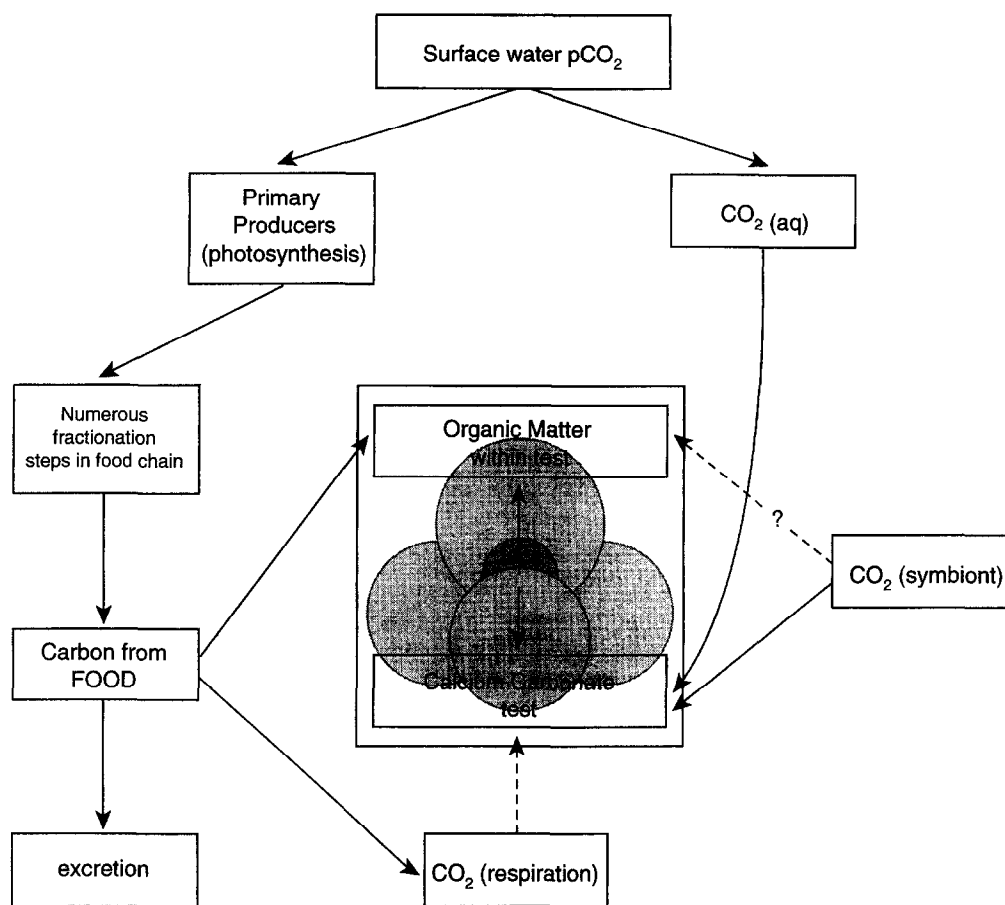 Surface water pCO₂
Primary
Producers
(photosynthesis)
CO₂ (aq)
Numerous
fractionation
steps in food chain
Organic Matter
within test
?
CO₂ (symbiont)
Carbon from
FOOD
Calcium Carbonate
test
excretion
CO₂ (respiration)